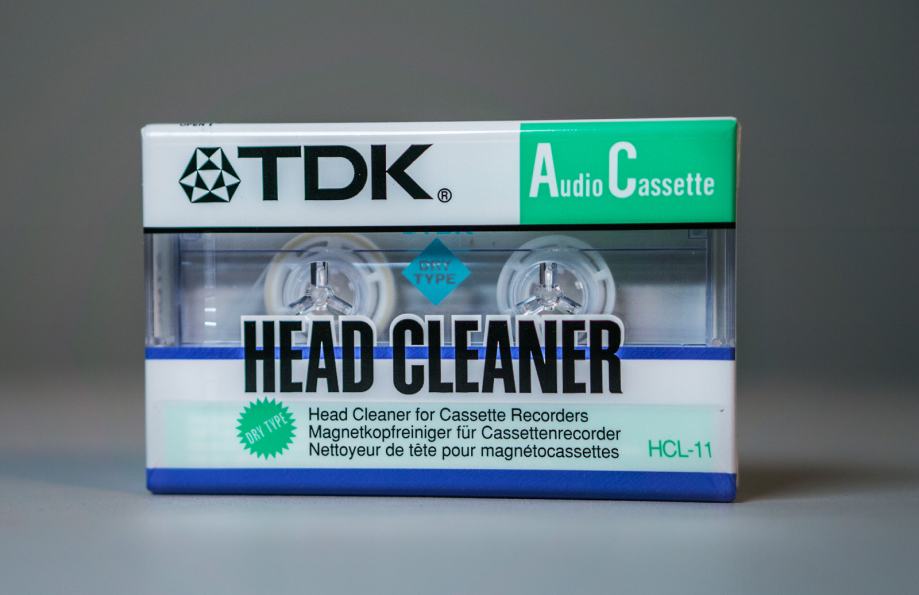 TDK®
Audio Cassette
DRY
TYPE
HEAD CLEANER
DRY TYPE
Head Cleaner for Cassette Recorders
Magnetkopfreiniger für Cassettenrecorder
Nettoyeur de tête pour magnétocassettes
HCL-11